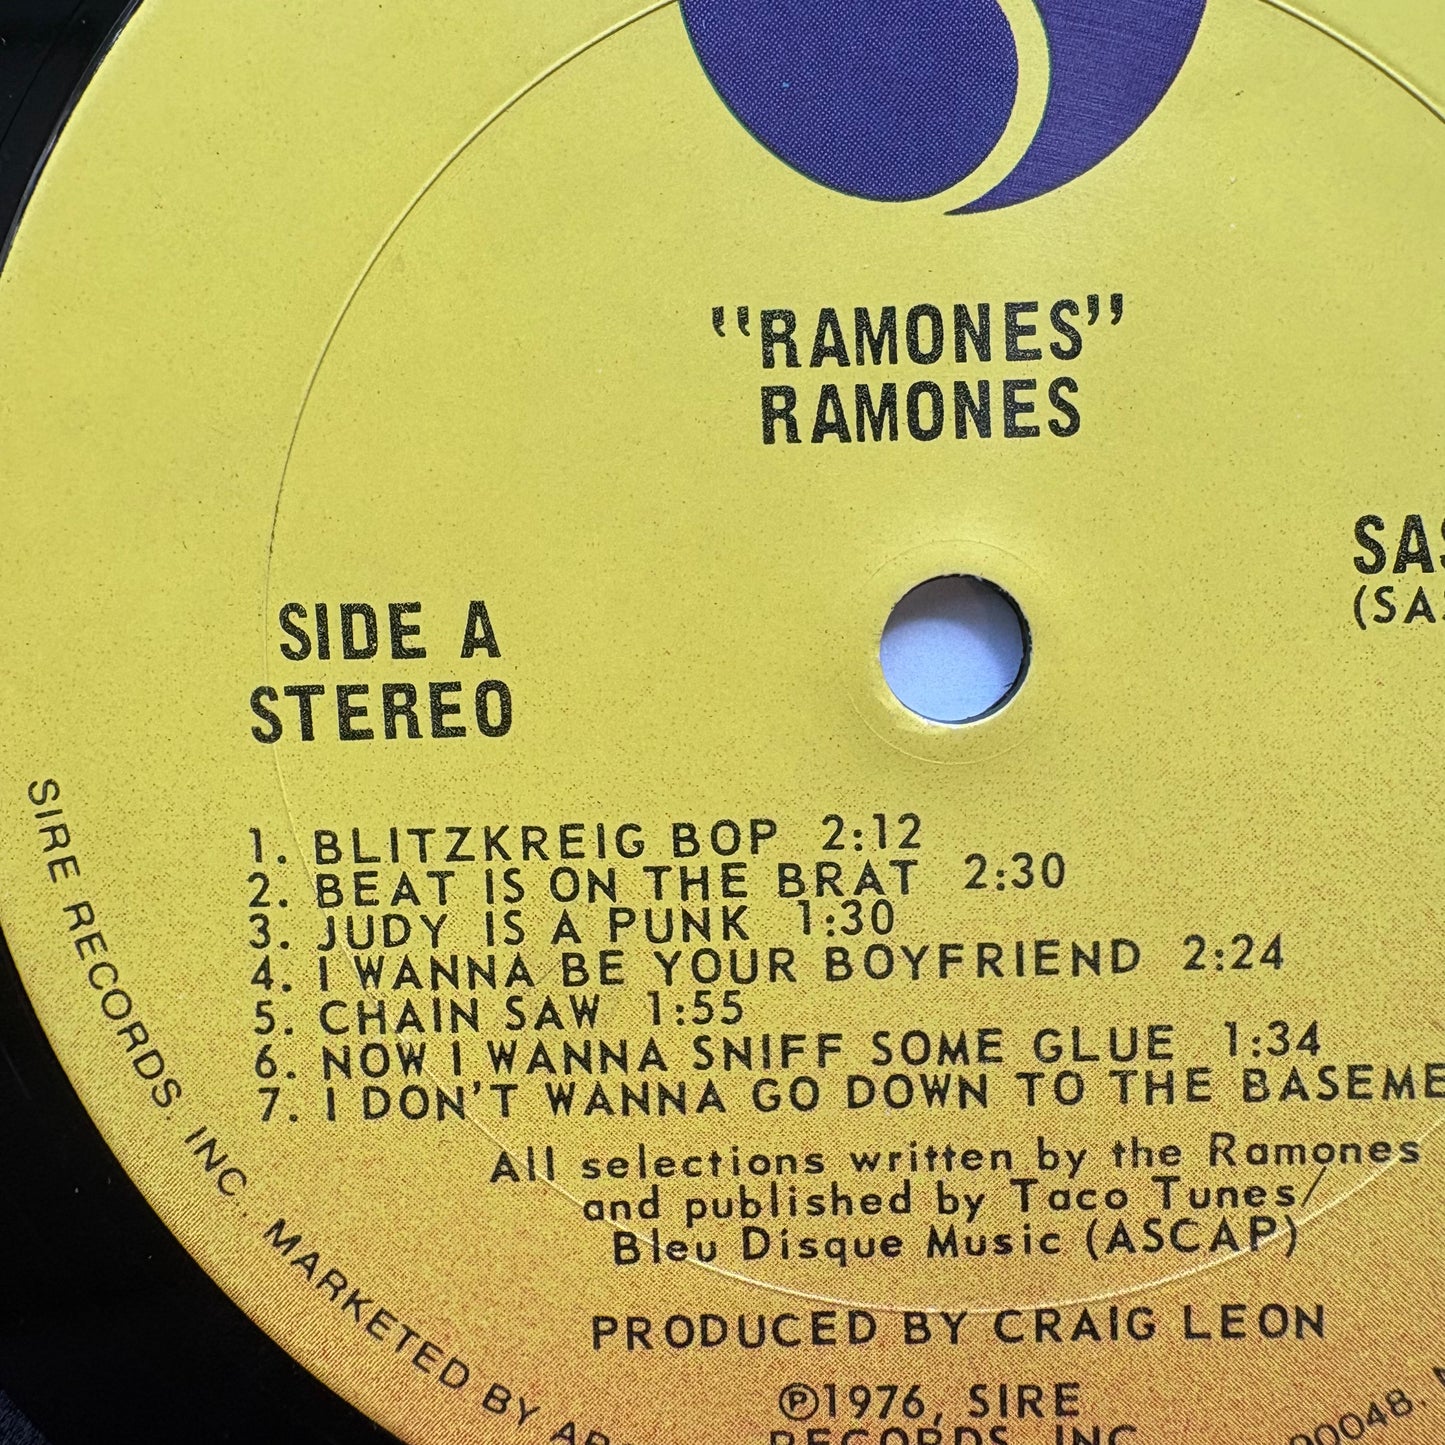 "RAMONES"
RAMONES
SIDE A
STEREO
1. BLITZKREIG BOP 2:12
2. BEAT IS ON THE BRAT 2:30
3. JUDY IS A PUNK 1:30
4. I WANNA BE YOUR BOYFRIEND 2:24
5. CHAIN SAW 1:55
6. NOW I WANNA SNIFF SOME GLUE 1:34
7. I DON'T WANNA GO DOWN TO THE
All selections written by the Ramones
and published by Taco Tunes/
Bleu Disque Music (ASCAP)
PRODUCED BY CRAIG LEON
℗1976, SIRE
RECORDS, INC.
SIRE RECORDS, INC., MARKETED BY